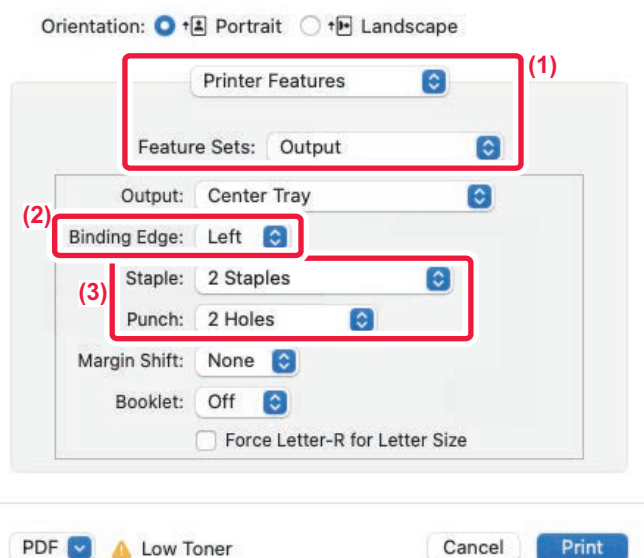 Orientation: Portrait Landscape
(1)
Printer Features
Feature Sets: Output
Output: Center Tray
(2)
Binding Edge: Left
(3)
Staple: 2 Staples
Punch: 2 Holes
Margin Shift: None
Booklet: Off
Force Letter-R for Letter Size
PDF Low Toner Cancel Print